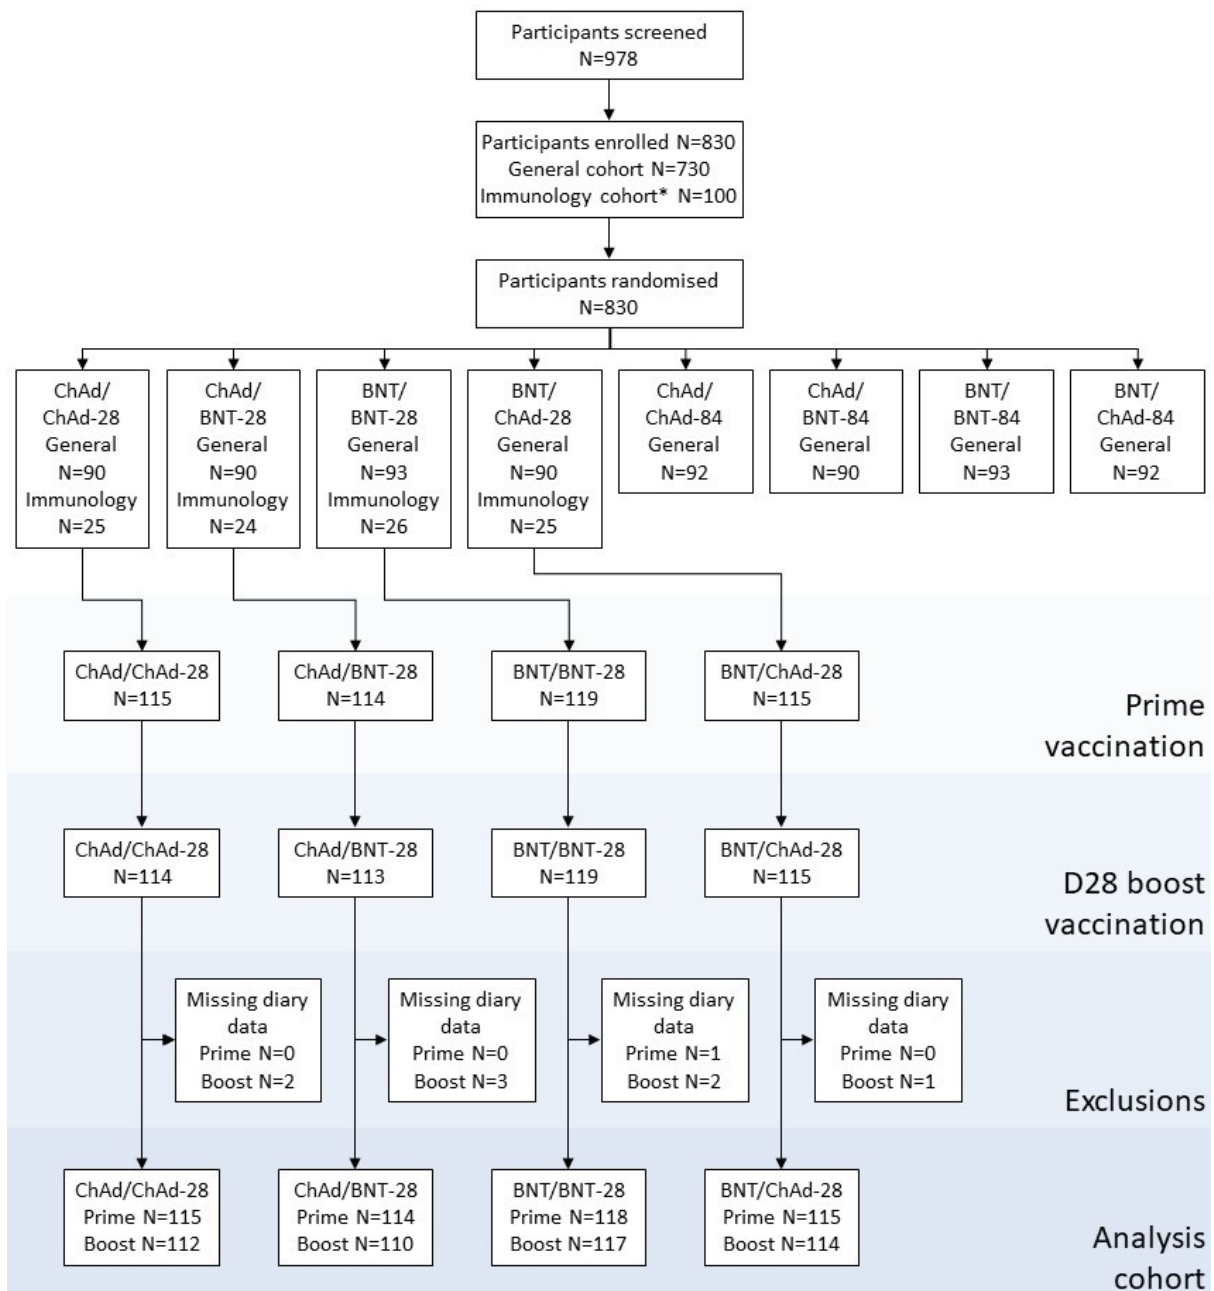 Participants screened
N=978
Participants enrolled N=830
General cohort N=730
Immunology cohort* N=100
Participants randomised
N=830
ChAd/
ChAd-28
General
N=90
Immunology
N=25
ChAd/
BNT-28
General
N=90
Immunology
N=24
BNT/
BNT-28
General
N=93
Immunology
N=26
BNT/
ChAd-28
General
N=90
Immunology
N=25
ChAd/
ChAd-84
General
N=92
ChAd/
BNT-84
General
N=90
BNT/
BNT-84
General
N=93
BNT/
ChAd-84
General
N=92
ChAd/ChAd-28
N=115
ChAd/BNT-28
N=114
BNT/BNT-28
N=119
BNT/ChAd-28
N=115
Prime
vaccination
ChAd/ChAd-28
N=114
ChAd/BNT-28
N=113
BNT/BNT-28
N=119
BNT/ChAd-28
N=115
D28 boost
vaccination
Missing diary
data
Prime N=0
Boost N=2
Missing diary
data
Prime N=0
Boost N=3
Missing diary
data
Prime N=1
Boost N=2
Missing diary
data
Prime N=0
Boost N=1
Exclusions
ChAd/ChAd-28
Prime N=115
Boost N=112
ChAd/BNT-28
Prime N=114
Boost N=110
BNT/BNT-28
Prime N=118
Boost N=117
BNT/ChAd-28
Prime N=115
Boost N=114
Analysis
cohort